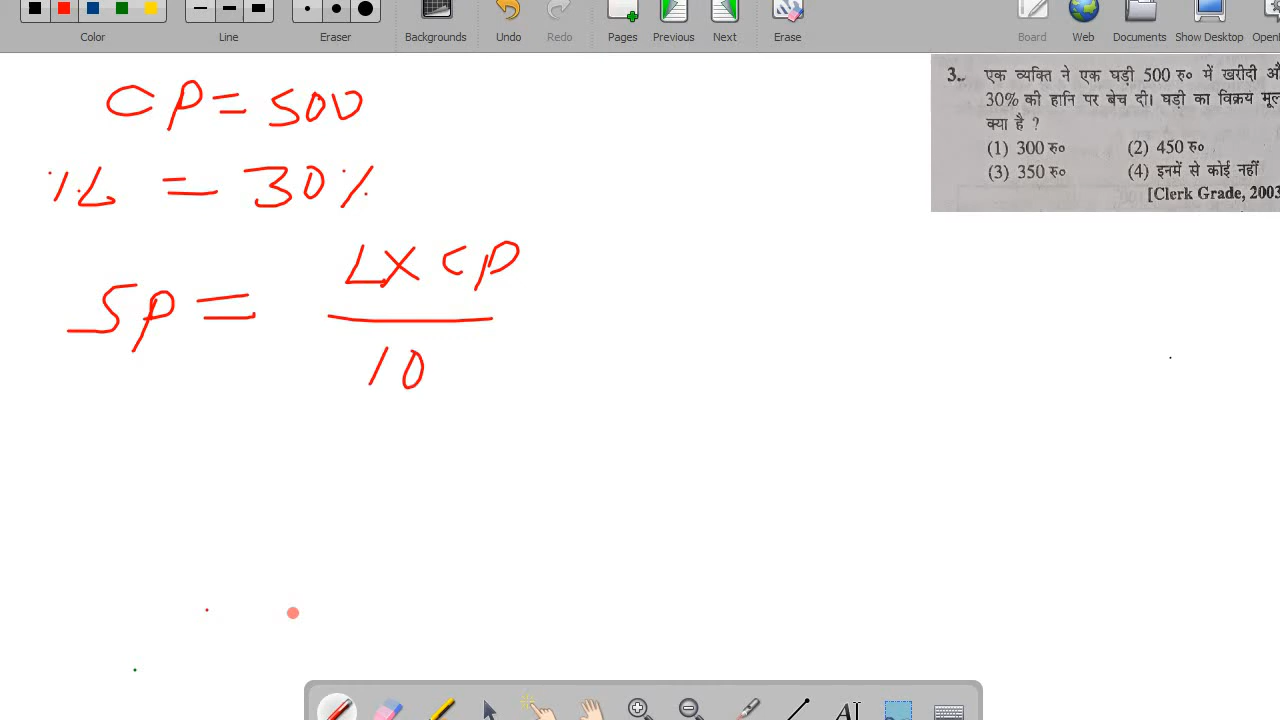 Color
Line
Eraser
Backgrounds
Undo
Redo
Pages
Previous
Next
Erase
Board
Web
Documents
Show Desktop
CP = 500
%L = 30%
SP = L × CP
10
3.. एक व्यक्ति ने एक घड़ी 500 रु० में खरीदी
30% की हानि पर बेच दी। घड़ी का विक्रय
क्या है ?
(1) 300 रु० (2) 450 रु०
(3) 350 रु० (4) इनमें से कोई नहीं
[Clerk Grade, 2003
AI